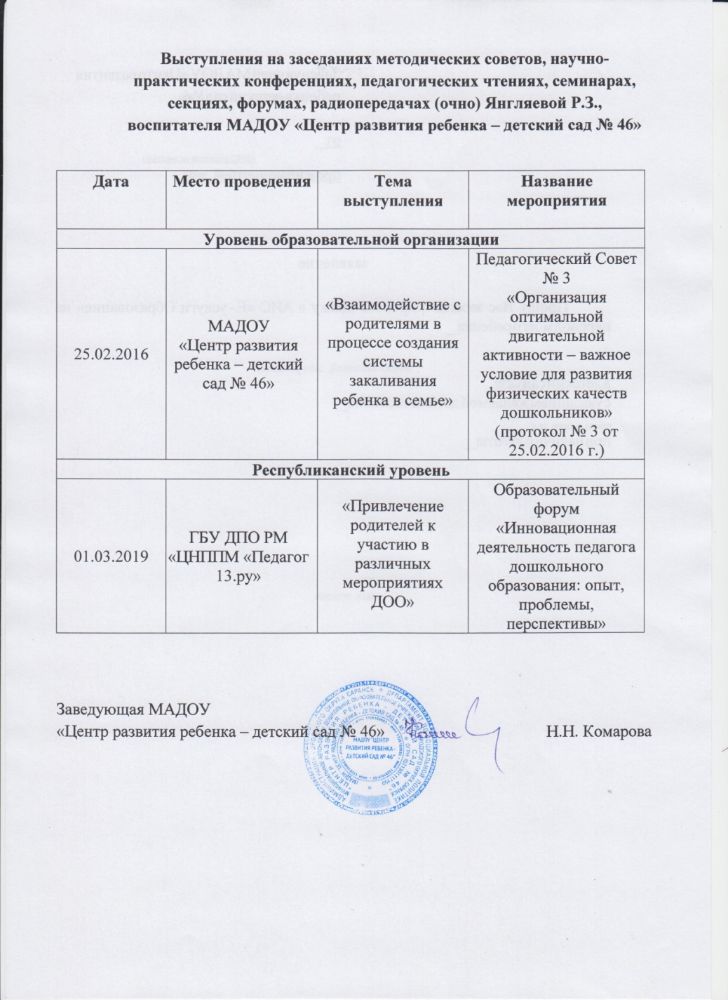 Выступления на заседаниях методических советов, научно-
практических конференциях, педагогических чтениях, семинарах,
секциях, форумах, радиопередачах (очно) Янгляевой Р.З.,
воспитателя МАДОУ «Центр развития ребенка – детский сад № 46»
Дата
Место проведения
Тема
выступления
Название
мероприятия
Уровень образовательной организации
25.02.2016
МАДОУ
«Центр развития
ребенка – детский
сад № 46»
«Взаимодействие с
родителями в
процессе создания
системы
закаливания
ребенка в семье»
Педагогический Совет
№ 3
«Организация
оптимальной
двигательной
активности – важное
условие для развития
физических качеств
дошкольников»
(протокол № 3 от
25.02.2016 г.)
Республиканский уровень
01.03.2019
ГБУ ДПО РМ
«ЦНППМ «Педагог
13.ру»
«Привлечение
родителей к
участию в
различных
мероприятиях
ДОО»
Образовательный
форум
«Инновационная
деятельность педагога
дошкольного
образования: опыт,
проблемы,
перспективы»
Заведующая МАДОУ
«Центр развития ребенка – детский сад № 46»
Н.Н. Комарова
МАДОУ "ЦЕНТР
РАЗВИТИЯ РЕБЕНКА -
ДЕТСКИЙ САД № 46"